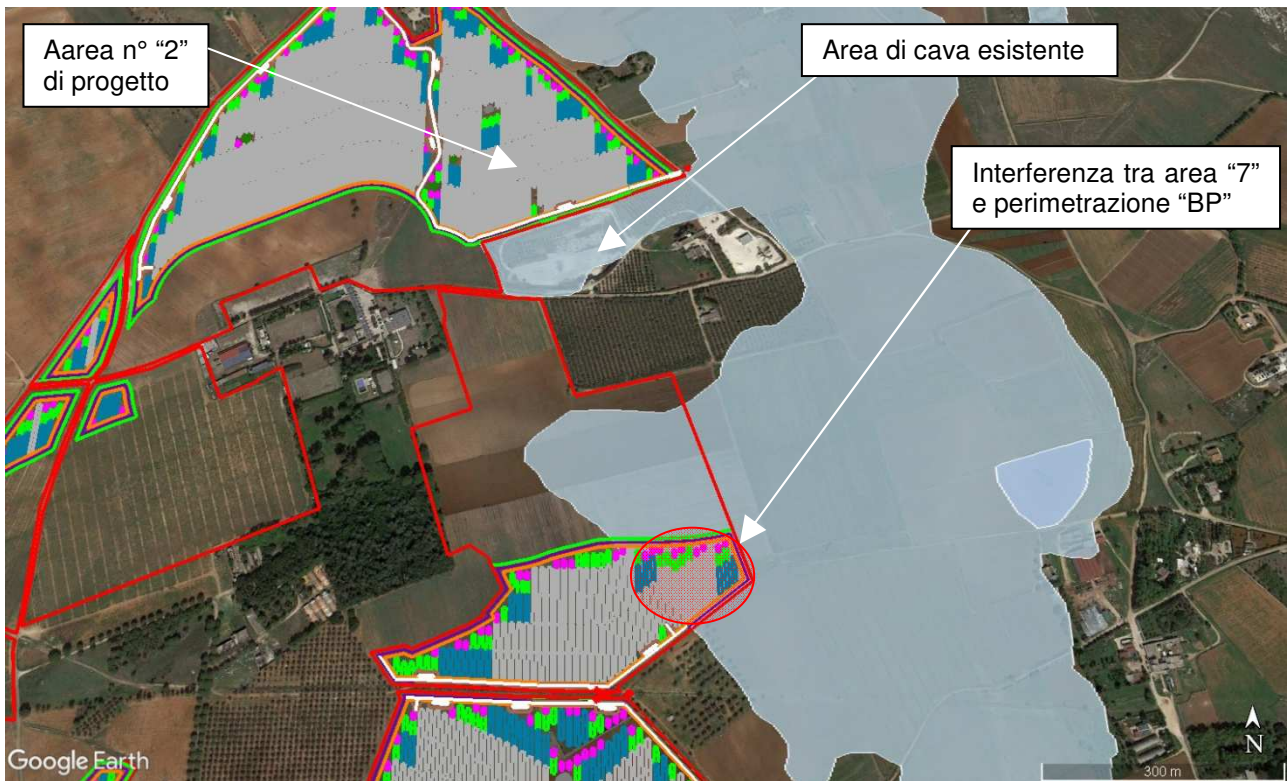 Aarea n° “2”
di progetto
Area di cava esistente
Interferenza tra area “7”
e perimetrazione “BP”
Google Earth
N
300 m